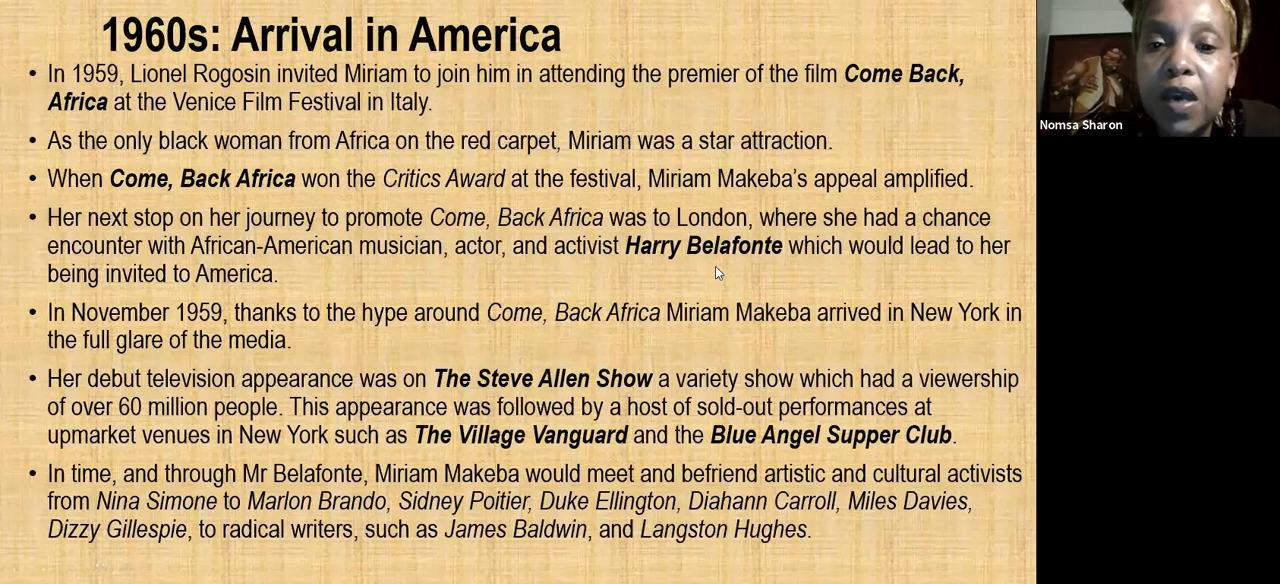 1960s: Arrival in America
• In 1959, Lionel Rogosin invited Miriam to join him in attending the premier of the film Come Back,
Africa at the Venice Film Festival in Italy.
• As the only black woman from Africa on the red carpet, Miriam was a star attraction.
• When Come, Back Africa won the Critics Award at the festival, Miriam Makeba’s appeal amplified.
• Her next stop on her journey to promote Come, Back Africa was to London, where she had a chance
encounter with African-American musician, actor, and activist Harry Belafonte which would lead to her
being invited to America.
• In November 1959, thanks to the hype around Come, Back Africa Miriam Makeba arrived in New York in
the full glare of the media.
• Her debut television appearance was on The Steve Allen Show a variety show which had a viewership
of over 60 million people. This appearance was followed by a host of sold-out performances at
upmarket venues in New York such as The Village Vanguard and the Blue Angel Supper Club.
• In time, and through Mr Belafonte, Miriam Makeba would meet and befriend artistic and cultural activists
from Nina Simone to Marlon Brando, Sidney Poitier, Duke Ellington, Diahann Carroll, Miles Davies,
Dizzy Gillespie, to radical writers, such as James Baldwin, and Langston Hughes.
Nomsa Sharon